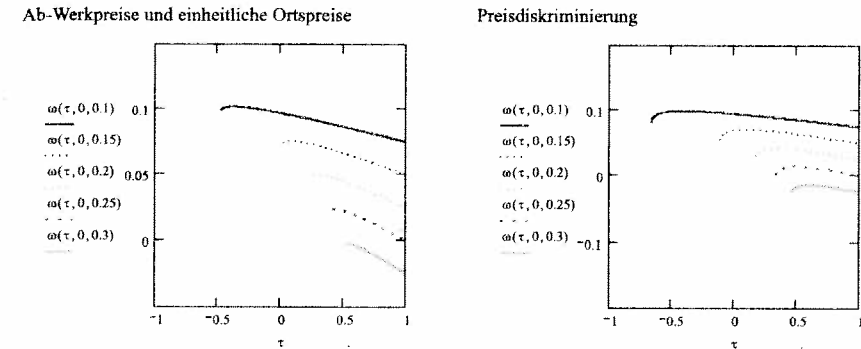 Ab-Werkpreise und einheitliche Ortspreise
Preisdiskriminierung
ω(τ,0,0.1)
ω(τ,0,0.15)
ω(τ,0,0.2)
ω(τ,0,0.25)
ω(τ,0,0.3)
0.1
0.05
0
−1
−0.5
0
0.5
1
τ
ω(τ,0,0.1)
ω(τ,0,0.15)
ω(τ,0,0.2)
ω(τ,0,0.25)
ω(τ,0,0.3)
0.1
0
−0.1
−1
−0.5
0
0.5
1
τ